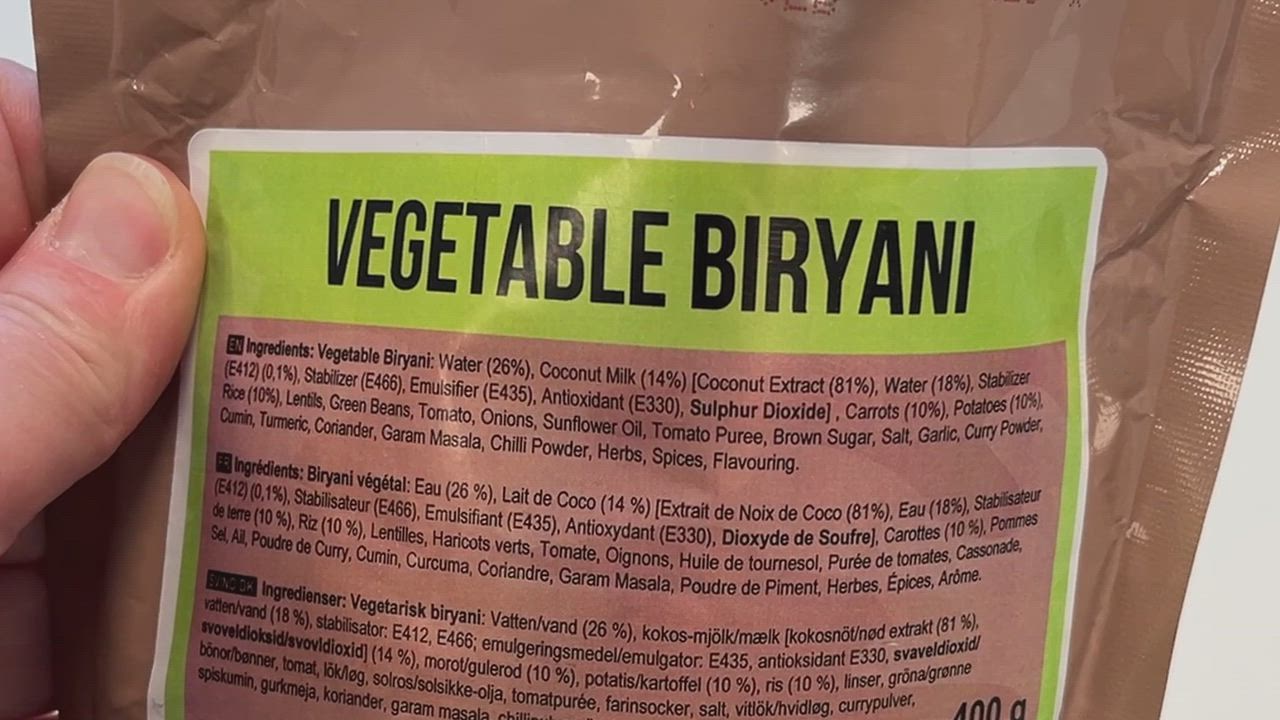 VEGETABLE BIRYANI
EN Ingredients: Vegetable Biryani: Water (26%), Coconut Milk (14%) [Coconut Extract (81%), Water (18%), Stabilizer
(E412) (0,1%), Stabilizer (E466), Emulsifier (E435), Antioxidant (E330), Sulphur Dioxide] , Carrots (10%), Potatoes (10%),
Rice (10%), Lentils, Green Beans, Tomato, Onions, Sunflower Oil, Tomato Puree, Brown Sugar, Salt, Garlic, Curry Powder,
Cumin, Turmeric, Coriander, Garam Masala, Chilli Powder, Herbs, Spices, Flavouring.
FR Ingrédients: Biryani végétal: Eau (26 %), Lait de Coco (14 %) [Extrait de Noix de Coco (81%), Eau (18%), Stabilisateur
(E412) (0,1%), Stabilisateur (E466), Emulsifiant (E435), Antioxydant (E330), Dioxyde de Soufre], Carottes (10 %), Pommes
de terre (10 %), Riz (10 %), Lentilles, Haricots verts, Tomate, Oignons, Huile de tournesol, Purée de tomates, Cassonade,
Sel, Ail, Poudre de Curry, Cumin, Curcuma, Coriandre, Garam Masala, Poudre de Piment, Herbes, Épices, Arôme.
SV/NO/DK Ingredienser: Vegetarisk biryani: Vatten/vand (26 %), kokos-mjölk/mælk [kokosnöt/nød extrakt (81 %),
vatten/vand (18 %), stabilisator: E412, E466; emulgeringsmedel/emulgator: E435, antioksidant E330, svaveldioxid/
svoveldioksid/svovldioxid] (14 %), morot/gulerod (10 %), potatis/kartoffel (10 %), ris (10 %), linser, gröna/grønne
bönor/bønner, tomat, lök/løg, solros/solsikke-olja, tomatpurée, farinsocker, salt, vitlök/hvidløg, currypulver,
spiskumin, gurkmeja, koriander, garam masala,
400 g